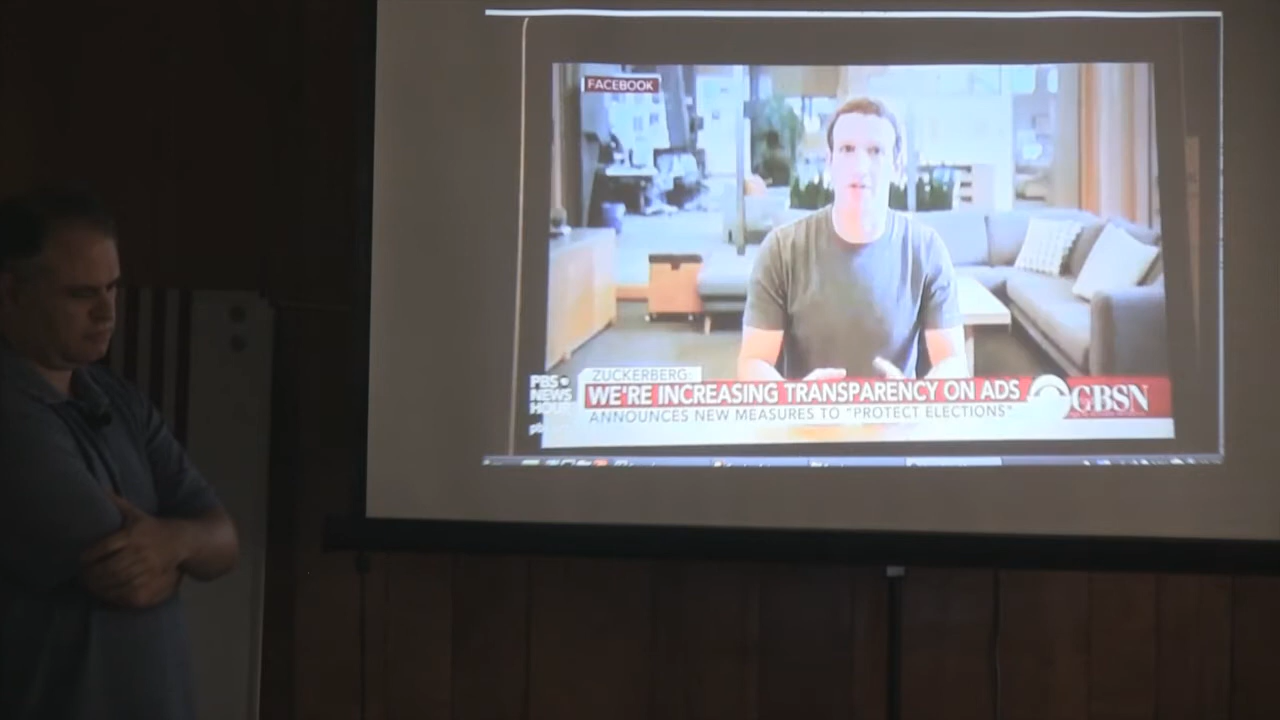 FACEBOOK
ZUCKERBERG:
WE'RE INCREASING TRANSPARENCY ON ADS
ANNOUNCES NEW MEASURES TO "PROTECT ELECTIONS"
PBS
NEWS
HOUR
CBSN